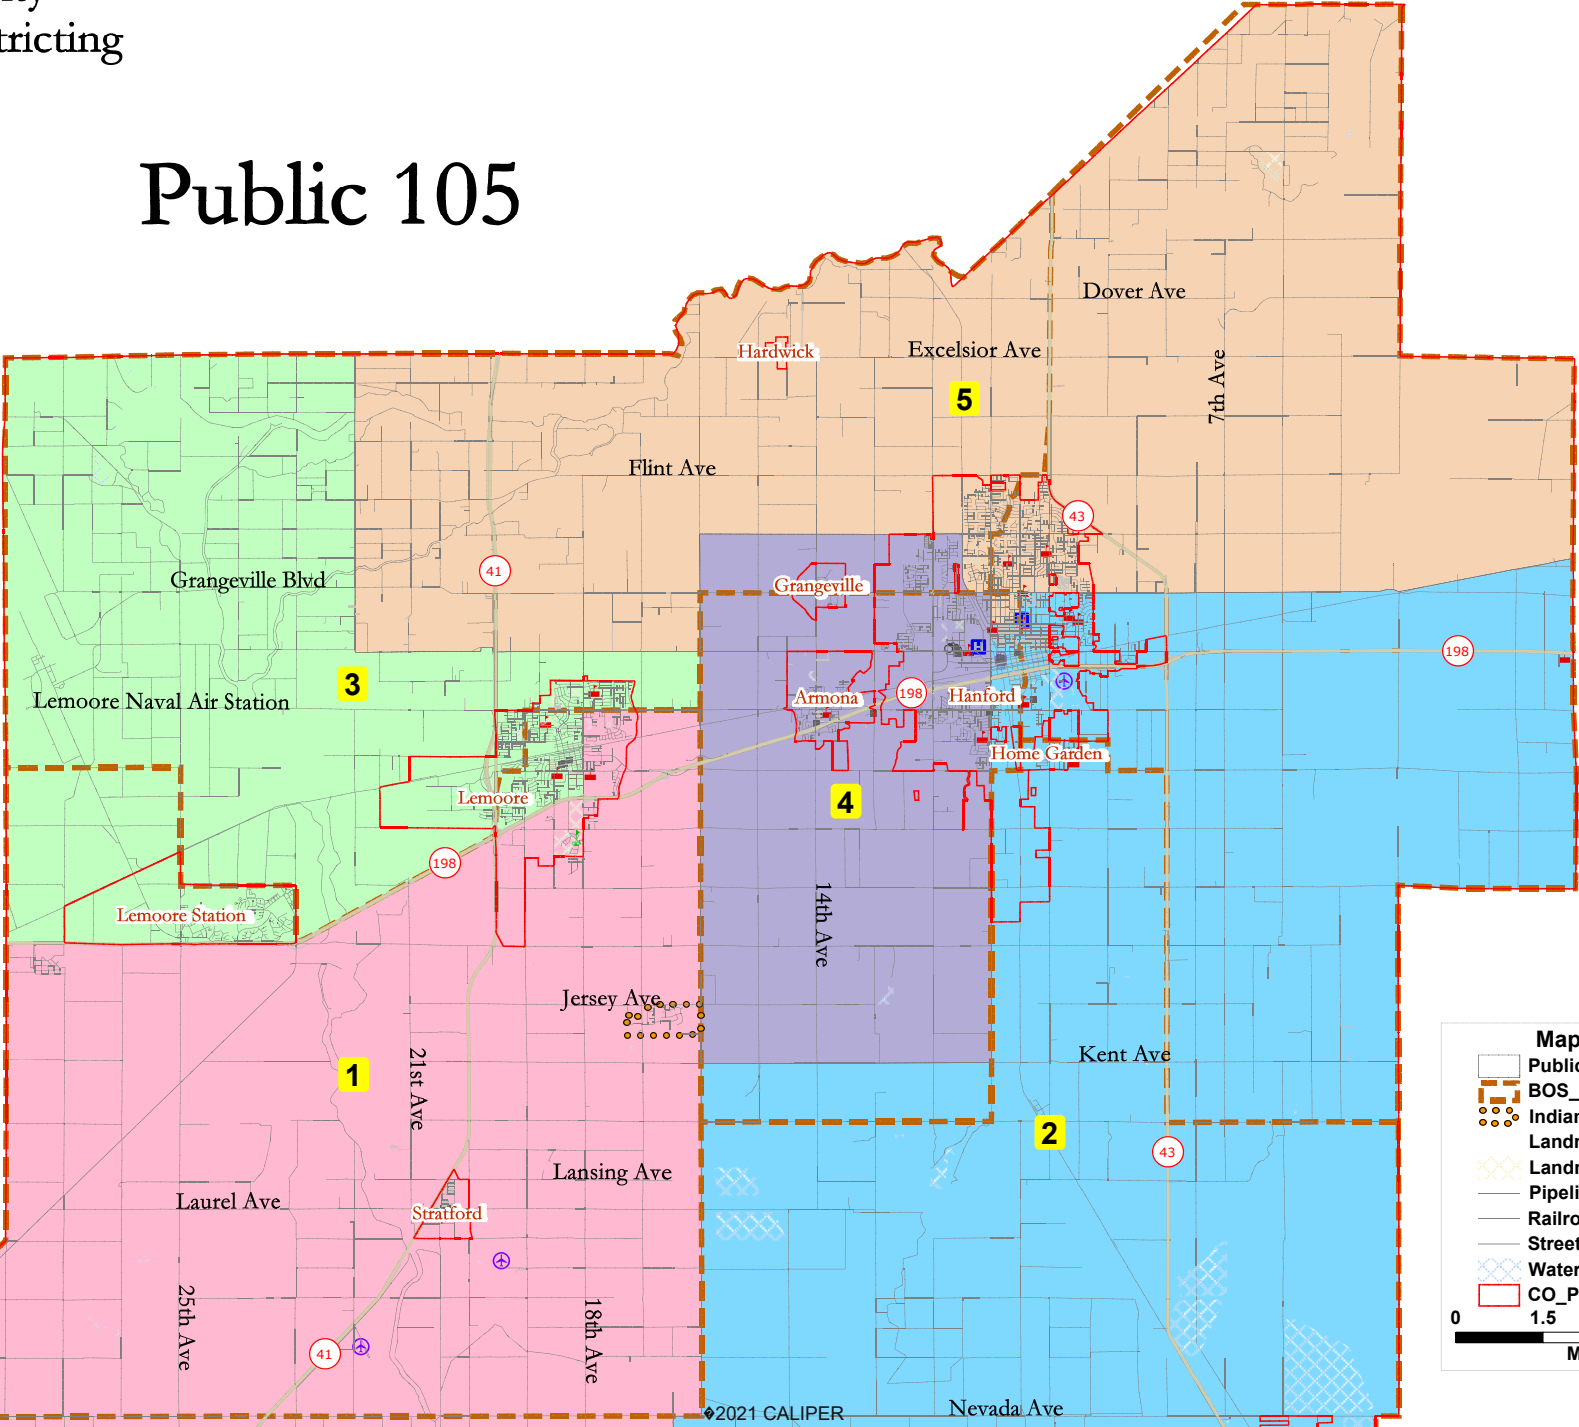 tricting
Public 105
Dover Ave
Hardwick
Excelsior Ave
7th Ave
5
Flint Ave
43
41
Grangeville Blvd
Grangeville
198
3
Lemoore Naval Air Station
Armona
198
Hanford
Home Garden
Lemoore
4
198
Lemoore Station
14th Ave
Jersey Ave
21st Ave
1
Kent Ave
2
43
Lansing Ave
Laurel Ave
Stratford
25th Ave
18th Ave
41
©2021 CALIPER
Nevada Ave
Map
Public
BOS_
Indian
Landr
Landr
Pipeli
Railro
Street
Water
CO_P
0 1.5
M